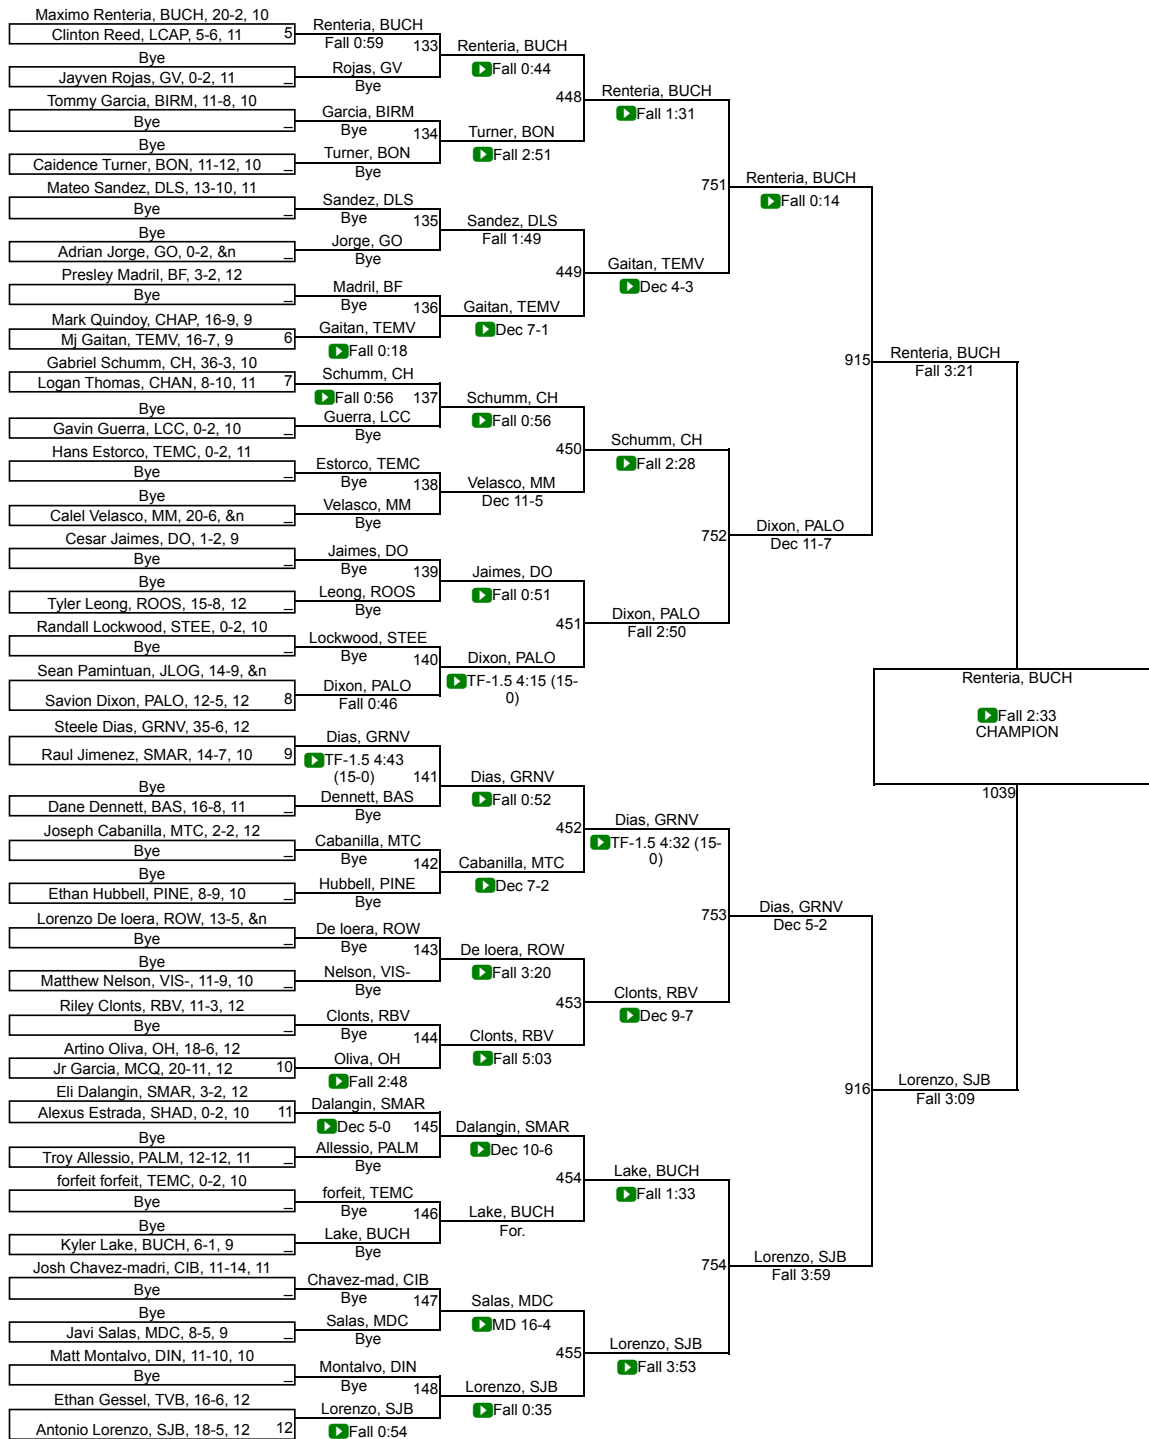 Maximo Renteria, BUCH, 20-2, 10
Clinton Reed, LCAP, 5-6, 11 5
Bye
Jayven Rojas, GV, 0-2, 11 _
Tommy Garcia, BIRM, 11-8, 10
Bye _
Bye
Caidence Turner, BON, 11-12, 10 _
Mateo Sandez, DLS, 13-10, 11
Bye _
Bye
Adrian Jorge, GO, 0-2, &n _
Presley Madril, BF, 3-2, 12
Bye _
Mark Quindoy, CHAP, 16-9, 9
Mj Gaitan, TEMV, 16-7, 9 6
Gabriel Schumm, CH, 36-3, 10
Logan Thomas, CHAN, 8-10, 11 7
Bye
Gavin Guerra, LCC, 0-2, 10 _
Hans Estorco, TEMC, 0-2, 11
Bye _
Bye
Calel Velasco, MM, 20-6, &n _
Cesar Jaimes, DO, 1-2, 9
Bye _
Bye
Tyler Leong, ROOS, 15-8, 12 _
Randall Lockwood, STEE, 0-2, 10
Bye _
Sean Pamintuan, JLOG, 14-9, &n
Savion Dixon, PALO, 12-5, 12 8
Steele Dias, GRNV, 35-6, 12
Raul Jimenez, SMAR, 14-7, 10 9
Bye
Dane Dennett, BAS, 16-8, 11 _
Joseph Cabanilla, MTC, 2-2, 12
Bye _
Bye
Ethan Hubbell, PINE, 8-9, 10 _
Lorenzo De loera, ROW, 13-5, &n
Bye _
Bye
Matthew Nelson, VIS-, 11-9, 10 _
Riley Clonts, RBV, 11-3, 12
Bye _
Artino Oliva, OH, 18-6, 12
Jr Garcia, MCQ, 20-11, 12 10
Eli Dalangin, SMAR, 3-2, 12
Alexus Estrada, SHAD, 0-2, 10 11
Bye
Troy Allessio, PALM, 12-12, 11 _
forfeit forfeit, TEMC, 0-2, 10
Bye _
Bye
Kyler Lake, BUCH, 6-1, 9 _
Josh Chavez-madri, CIB, 11-14, 11
Bye _
Bye
Javi Salas, MDC, 8-5, 9 _
Matt Montalvo, DIN, 11-10, 10
Bye _
Ethan Gessel, TVB, 16-6, 12
Antonio Lorenzo, SJB, 18-5, 12 12
Renteria, BUCH
Fall 0:59 133
Rojas, GV
Bye
Garcia, BIRM
Bye 134
Turner, BON
Bye
Sandez, DLS
Bye 135
Jorge, GO
Bye
Madril, BF
Bye 136
Gaitan, TEMV
Fall 0:18
Schumm, CH
Fall 0:56 137
Guerra, LCC
Bye
Estorco, TEMC
Bye 138
Velasco, MM
Bye
Jaimes, DO
Bye 139
Leong, ROOS
Bye
Lockwood, STEE
Bye 140
Dixon, PALO
Fall 0:46
Dias, GRNV
TF-1.5 4:43
(15-0) 141
Dennett, BAS
Bye
Cabanilla, MTC
Bye 142
Hubbell, PINE
Bye
De loera, ROW
Bye 143
Nelson, VIS-
Bye
Clonts, RBV
Bye 144
Oliva, OH
Fall 2:48
Dalangin, SMAR
Dec 5-0 145
Allessio, PALM
Bye
forfeit, TEMC
Bye 146
Lake, BUCH
Bye
Chavez-mad, CIB
Bye 147
Salas, MDC
Bye
Montalvo, DIN
Bye 148
Lorenzo, SJB
Fall 0:54
Renteria, BUCH
Fall 0:44
448
Turner, BON
Fall 2:51
Sandez, DLS
Fall 1:49
449
Gaitan, TEMV
Dec 7-1
Schumm, CH
Fall 0:56
450
Velasco, MM
Dec 11-5
Jaimes, DO
Fall 0:51
451
Dixon, PALO
TF-1.5 4:15 (15-
0)
Dias, GRNV
Fall 0:52
452
Cabanilla, MTC
Dec 7-2
De loera, ROW
Fall 3:20
453
Clonts, RBV
Fall 5:03
Dalangin, SMAR
Dec 10-6
454
Lake, BUCH
For.
Salas, MDC
MD 16-4
455
Lorenzo, SJB
Fall 0:35
Renteria, BUCH
Fall 1:31
751
Gaitan, TEMV
Dec 4-3
Schumm, CH
Fall 2:28
752
Dixon, PALO
Fall 2:50
Dias, GRNV
TF-1.5 4:32 (15-
0)
753
Clonts, RBV
Dec 9-7
Lake, BUCH
Fall 1:33
754
Lorenzo, SJB
Fall 3:53
Renteria, BUCH
Fall 0:14
915
Dixon, PALO
Dec 11-7
Dias, GRNV
Dec 5-2
916
Lorenzo, SJB
Fall 3:59
Renteria, BUCH
Fall 3:21
Lorenzo, SJB
Fall 3:09
Renteria, BUCH
Fall 2:33
CHAMPION
1039